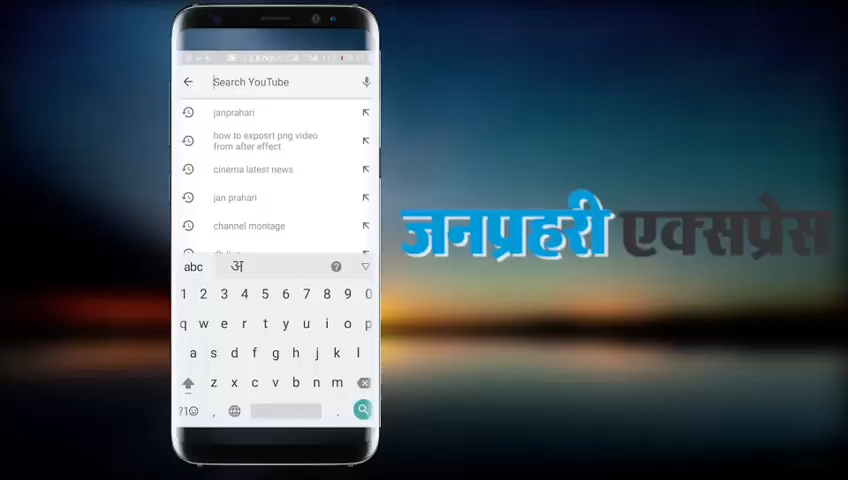 Search YouTube
janprahari
how to exposrt png video
from after effect
cinema latest news
jan prahari
channel montage
abc अ
1 2 3 4 5 6 7 8 9 0
q w e r t y u i o p
a s d f g h j k l
z x c v b n m
?1☺ , .
जनप्रहरी एक्सप्रेस